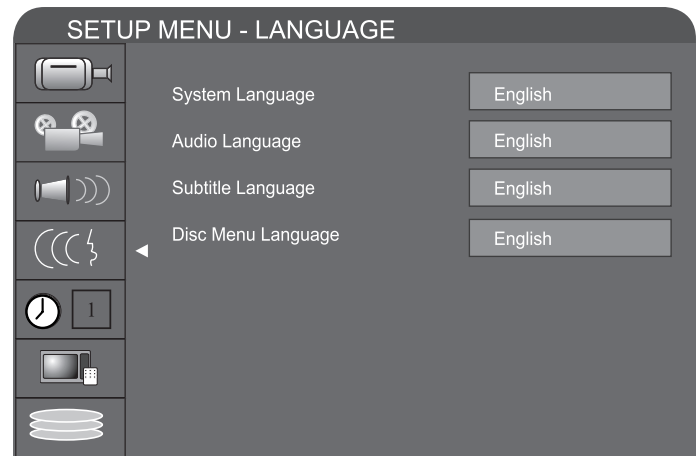 SETUP MENU - LANGUAGE
System Language English
Audio Language English
Subtitle Language English
Disc Menu Language English
1